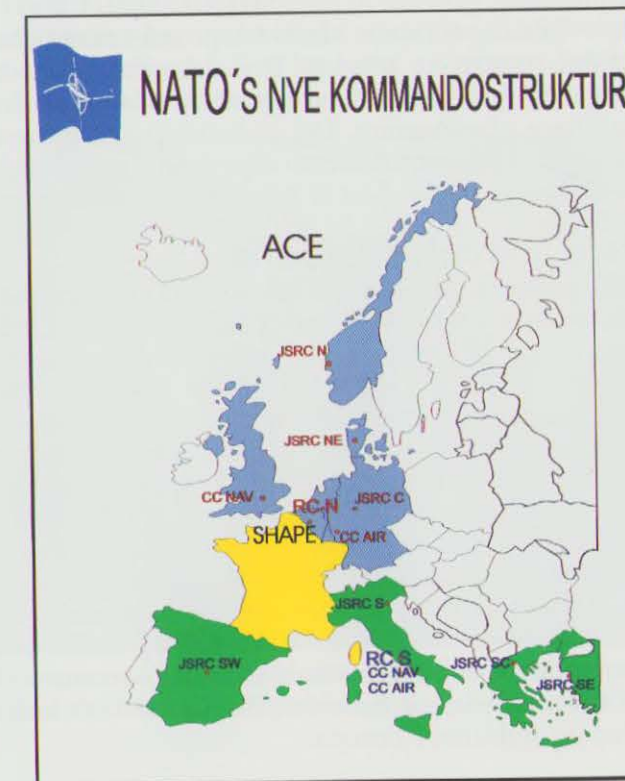 NATO´S NYE KOMMANDOSTRUKTUR
ACE
JSRC N
JSRC NE
CC NAV
RC N
JSRC C
SHAPE
CC AIR
JSRC S
JSRC SW
RC S
CC NAV
CC AIR
JSRC SC
JSRC SE